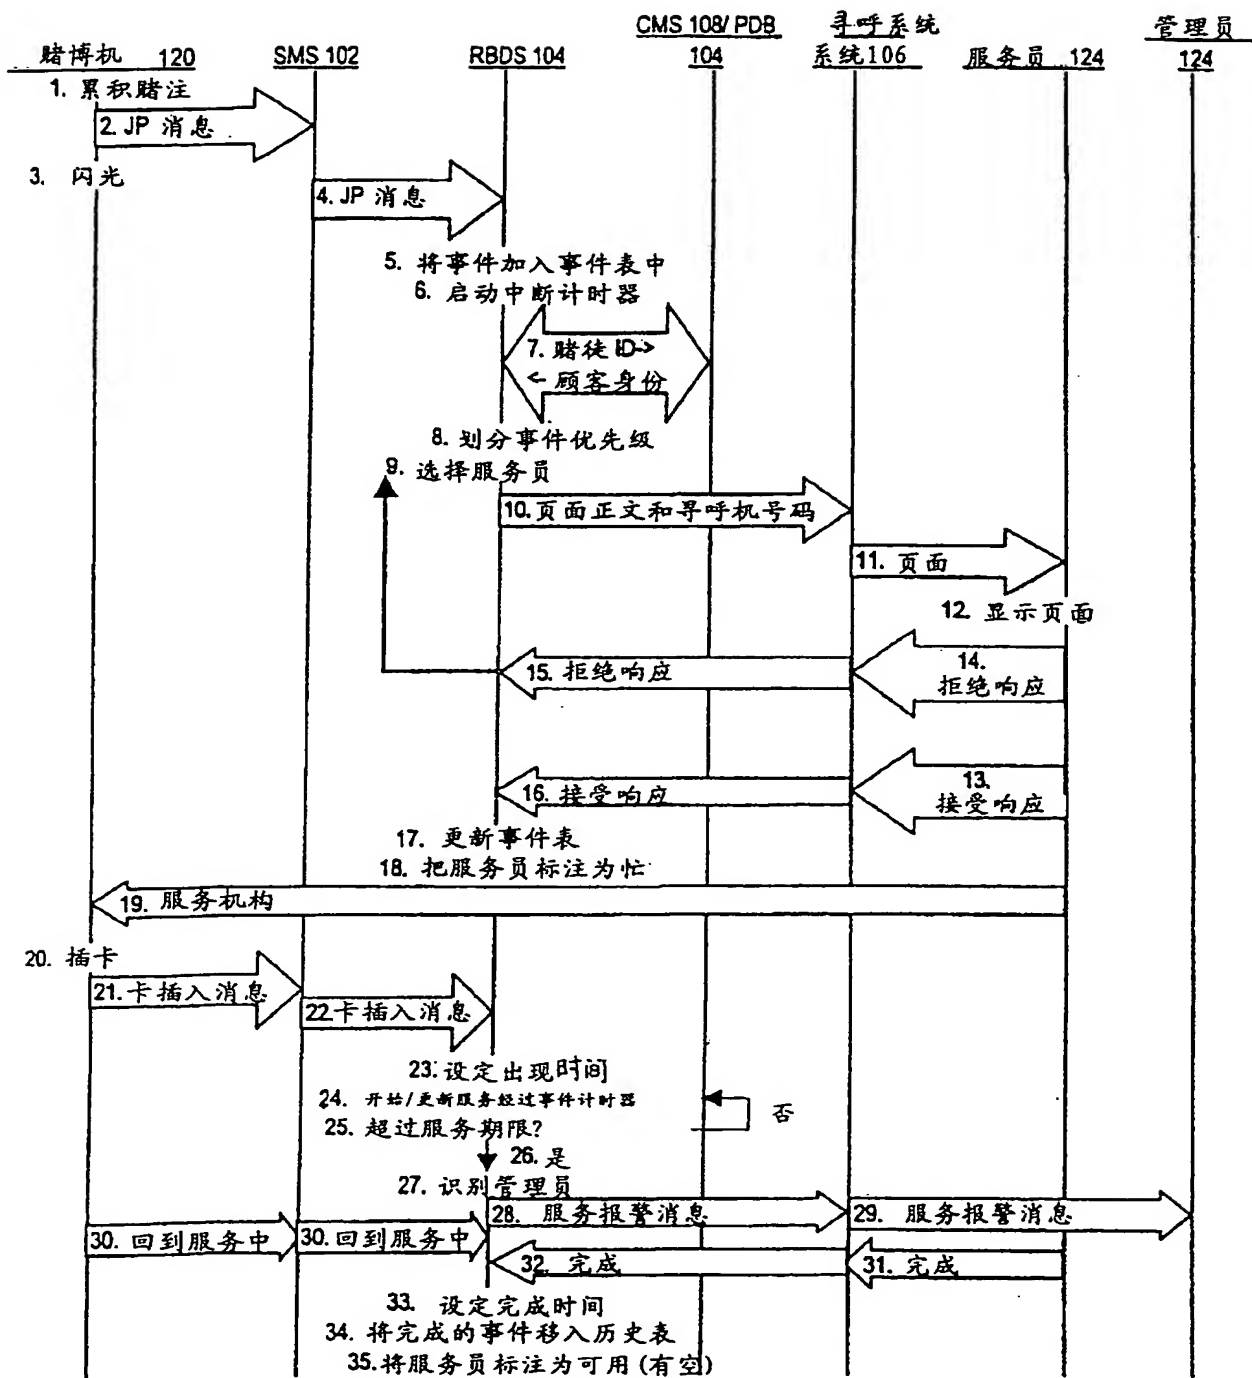 CMS 108/ PDB 寻呼系统 管理员
赌博机 120 SMS 102 RBDS 104 104 系统106 服务员 124 124
1. 累积赌注
2. JP 消息
3. 闪光
4. JP 消息
5. 将事件加入事件表中
6. 启动中断计时器
7. 赌徒 ID->
<- 顾客身份
8. 划分事件优先级
9. 选择服务员
10. 页面正文和寻呼机号码
11. 页面
12. 显示页面
14.
15. 拒绝响应 拒绝响应
13.
16. 接受响应 接受响应
17. 更新事件表
18. 把服务员标注为忙
19. 服务机构
20. 插卡
21. 卡插入消息
22. 卡插入消息
23. 设定出现时间
24. 开始/更新服务经过事件计时器 否
25. 超过服务期限?
26. 是
27. 识别管理员
28. 服务报警消息 29. 服务报警消息
30. 回到服务中 30. 回到服务中
32. 完成 31. 完成
33. 设定完成时间
34. 将完成的事件移入历史表
35. 将服务员标注为可用 (有空)